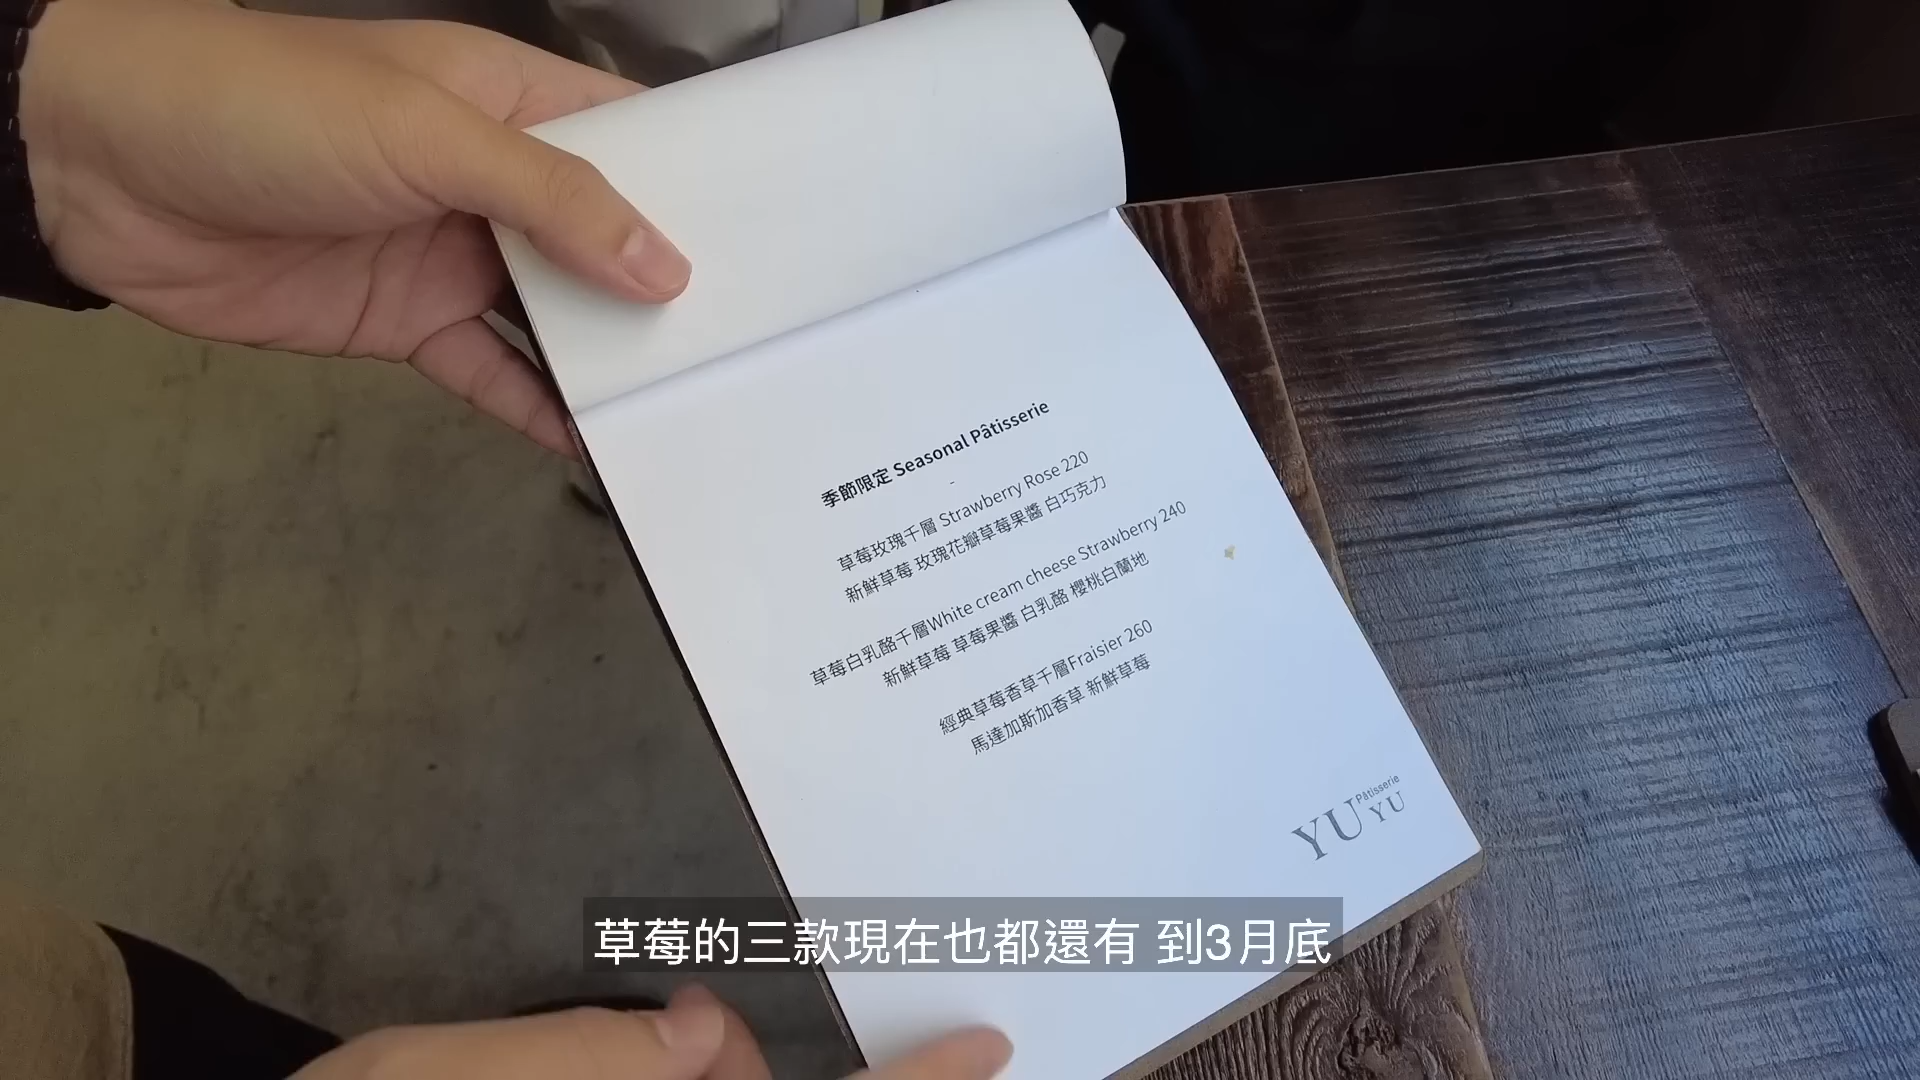 季節限定 Seasonal Pâtisserie
-
草莓玫瑰千層 Strawberry Rose 220
新鮮草莓 玫瑰花瓣草莓果醬 白巧克力
草莓白乳酪千層White cream cheese Strawberry 240
新鮮草莓 草莓果醬 白乳酪 櫻桃白蘭地
經典草莓香草千層Fraisier 260
馬達加斯加香草 新鮮草莓
Pâtisserie
YU YU
草莓的三款現在也都還有 到3月底